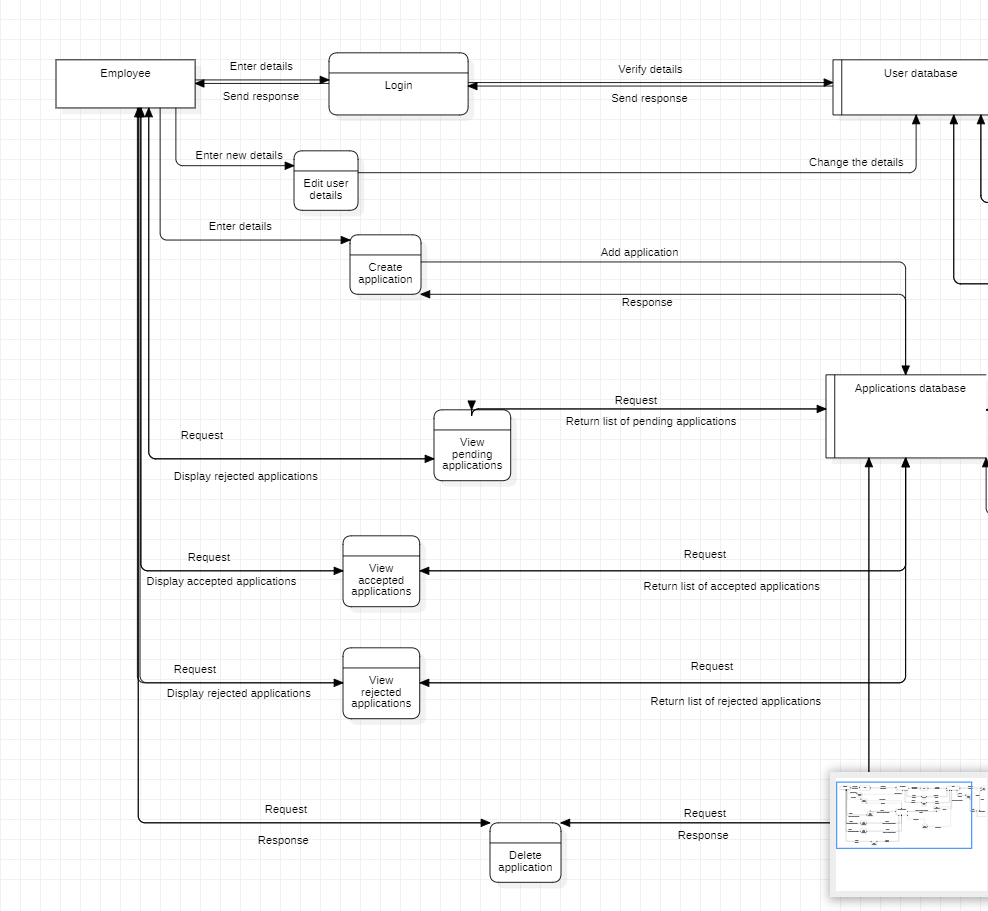 Employee
Enter details
Send response
Login
Verify details
Send response
User database
Enter new details
Edit user
details
Change the details
Enter details
Create
application
Add application
Response
Applications database
Request
Return list of pending applications
View
pending
applications
Request
Display rejected applications
Request
Display accepted applications
View
accepted
applications
Request
Return list of accepted applications
Request
Display rejected applications
View
rejected
applications
Request
Return list of rejected applications
Request
Response
Delete
application
Request
Response